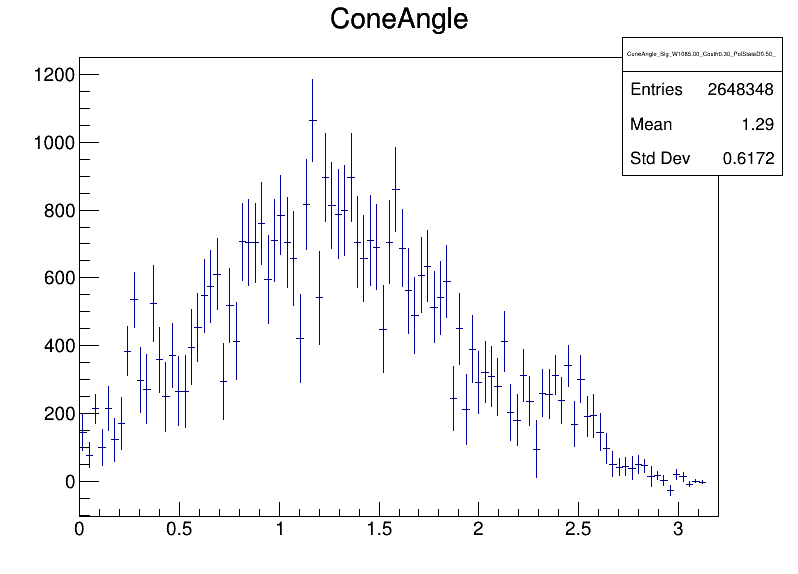 ConeAngle
ConeAngle_Sig_W1085.00_Costh0.30_PolStateD0.50_
Entries 2648348
Mean 1.29
Std Dev 0.6172
1200
1000
800
600
400
200
0
0 0.5 1 1.5 2 2.5 3